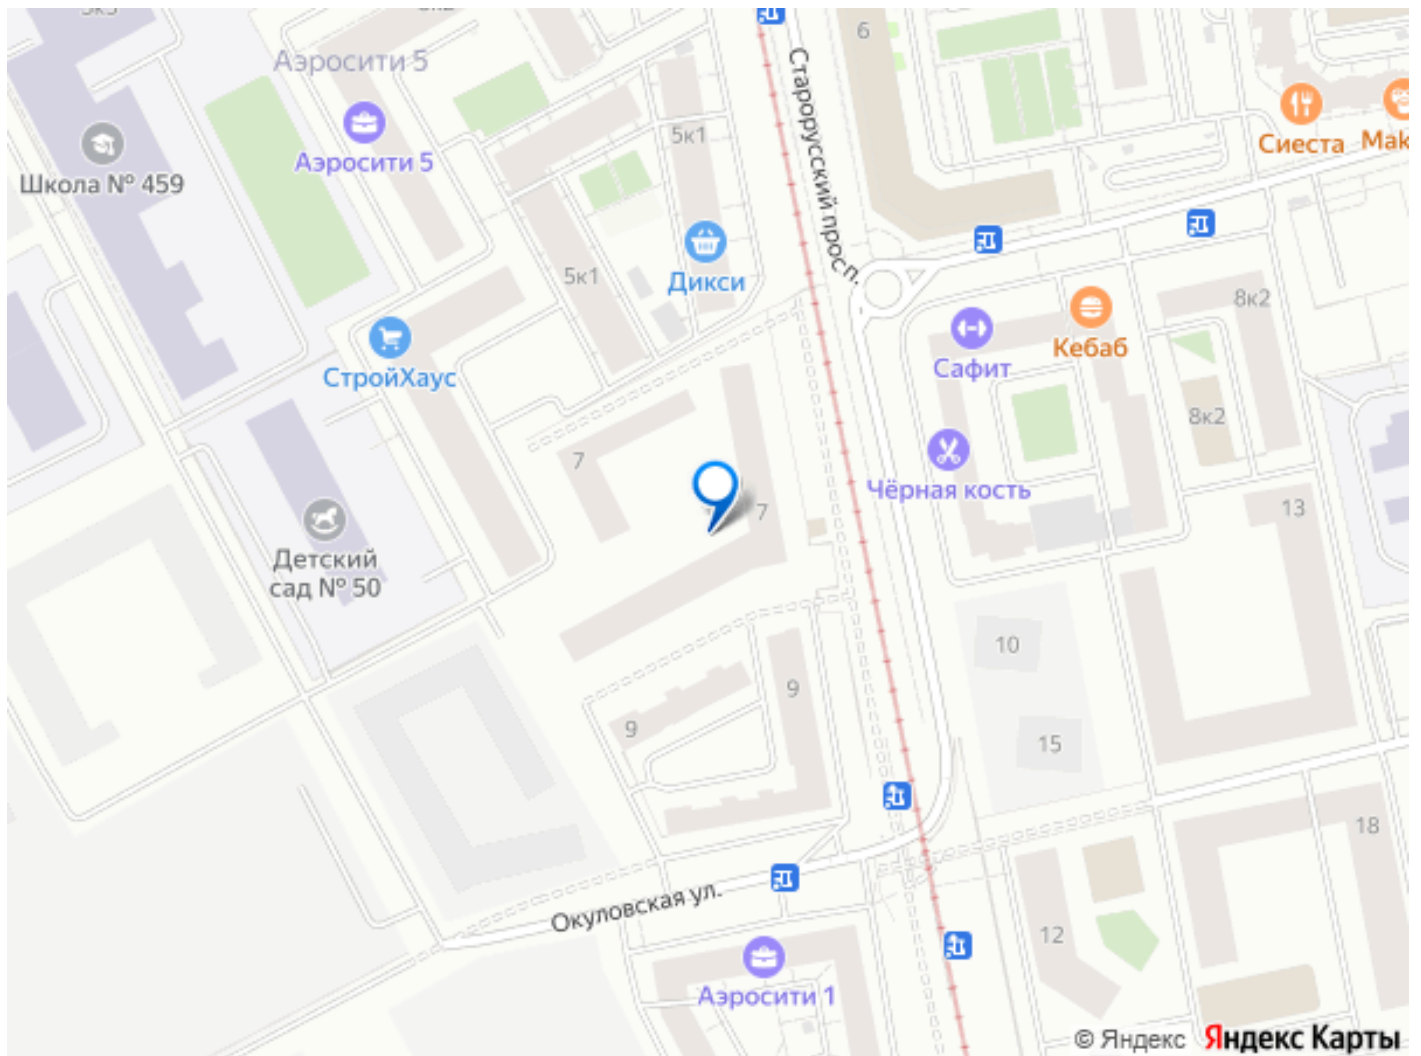 6
Аэросити 5
Старорусский просп.
Аэросити 5
5к1
Сиеста
Mak
Школа № 459
5к1
Дикси
8к2
Кебаб
Сафит
СтройХаус
8к2
7
Чёрная кость
7
13
Детский
сад № 50
10
9
9
15
18
Окуловская ул.
12
Аэросити 1
© Яндекс Яндекс Карты